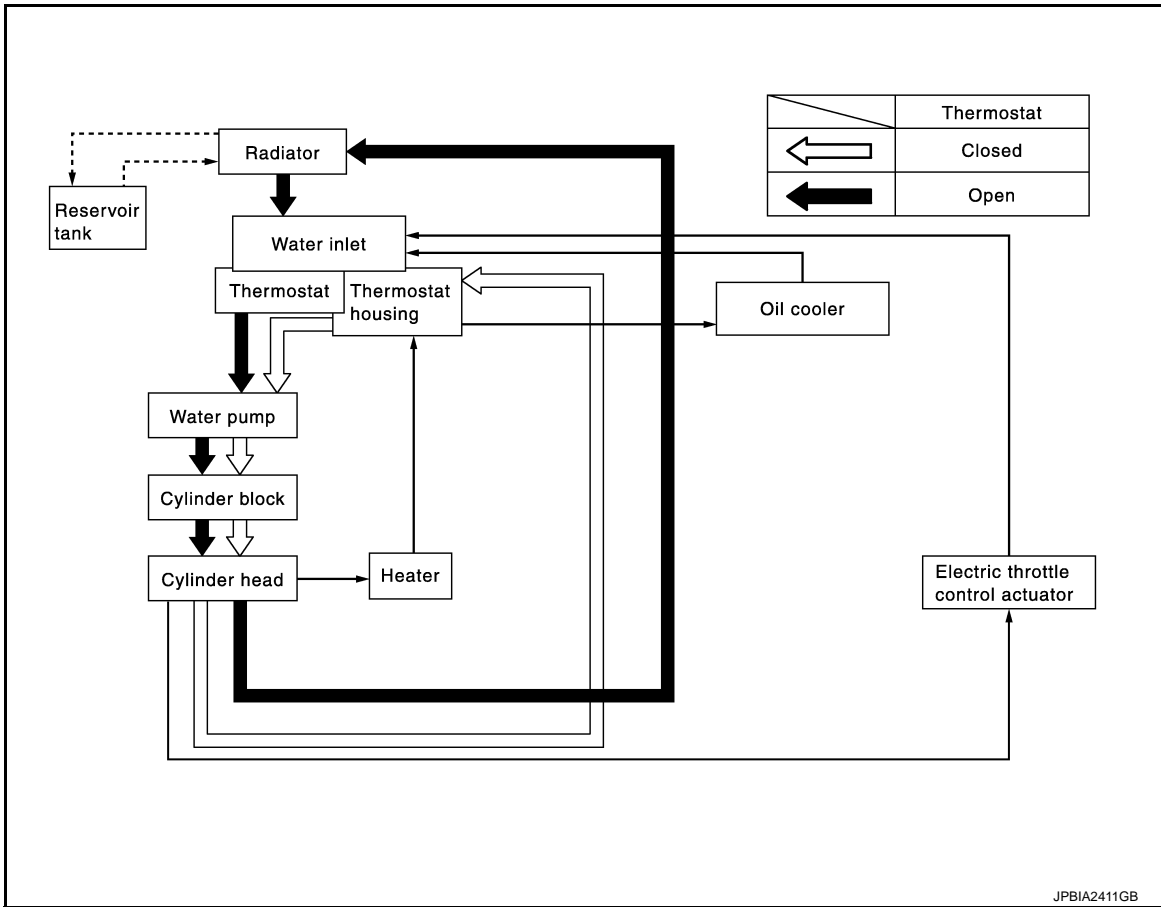 Thermostat
Closed
Open
Radiator
Reservoir
tank
Water inlet
Thermostat
Thermostat
housing
Oil cooler
Water pump
Cylinder block
Cylinder head
Heater
Electric throttle
control actuator
JPBIA2411GB